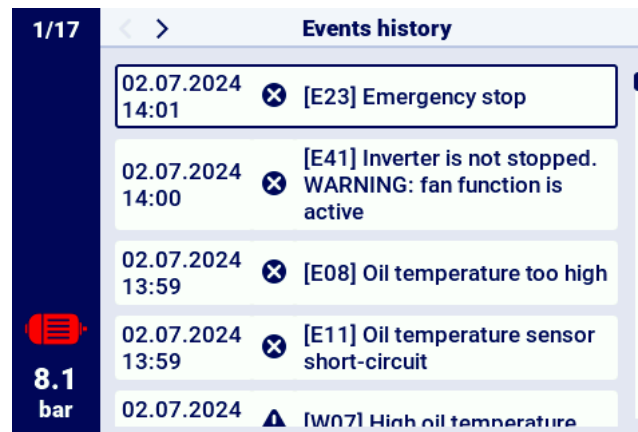 1/17
Events history
02.07.2024
14:01
[E23] Emergency stop
02.07.2024
14:00
[E41] Inverter is not stopped.
WARNING: fan function is
active
02.07.2024
13:59
[E08] Oil temperature too high
02.07.2024
13:59
[E11] Oil temperature sensor
short-circuit
02.07.2024
[W07] High oil temperature
8.1
bar